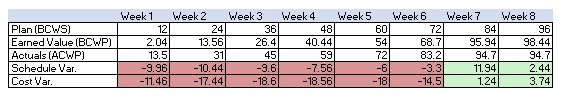 Week 1 Week 2 Week 3 Week 4 Week 5 Week 6 Week 7 Week 8
Plan (BCWS) 12 24 36 48 60 72 84 96
Earned Value (BCWP) 2.04 13.56 26.4 40.44 54 68.7 95.94 98.44
Actuals (ACWP) 13.5 31 45 59 72 83.2 94.7 94.7
Schedule Var. -9.96 -10.44 -9.6 -7.56 -6 -3.3 11.94 2.44
Cost Var. -11.46 -17.44 -18.6 -18.56 -18 -14.5 1.24 3.74